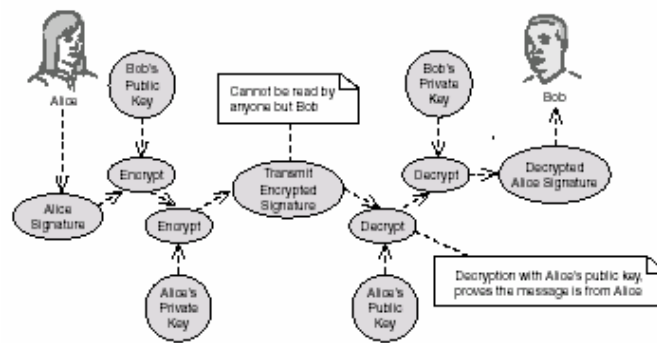 Alice
Bob's
Public
Key
Cannot be read by
anyone but Bob
Bob's
Private
Key
Bob
Encrypt
Transmit
Encrypted
Signature
Decrypt
Decrypted
Alice Signature
Alice
Signature
Encrypt
Decrypt
Alice's
Private
Key
Alice's
Public
Key
Decryption with Alice's public key,
proves the message is from Alice